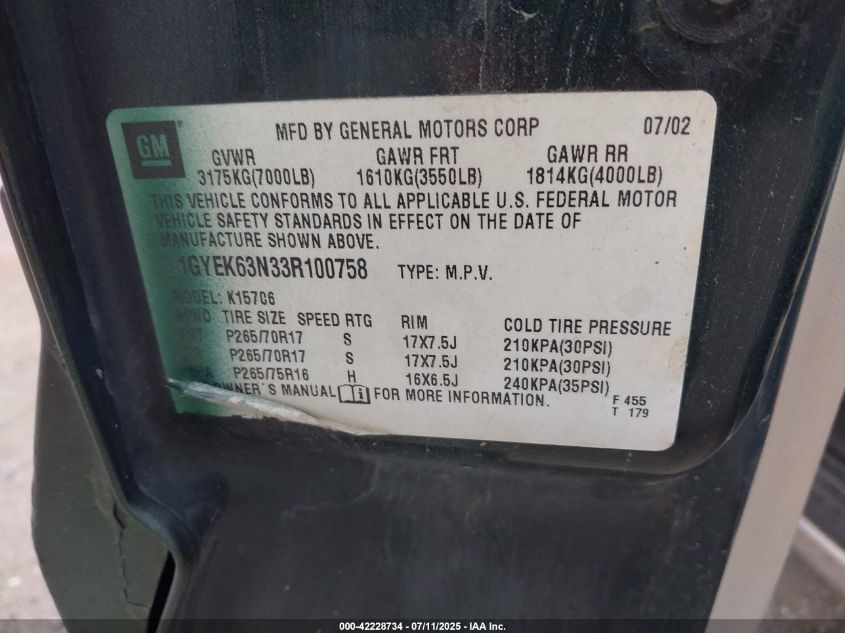 GM ®
MFD BY GENERAL MOTORS CORP 07/02
GVWR GAWR FRT GAWR RR
3175KG(7000LB) 1610KG(3550LB) 1814KG(4000LB)
THIS VEHICLE CONFORMS TO ALL APPLICABLE U.S. FEDERAL MOTOR
VEHICLE SAFETY STANDARDS IN EFFECT ON THE DATE OF
MANUFACTURE SHOWN ABOVE.
1GYEK63N33R100758 TYPE: M.P.V.
MODEL: K15706
TIRE SIZE SPEED RTG RIM COLD TIRE PRESSURE
FRT P265/70R17 S 17X7.5J 210KPA(30PSI)
RR P265/70R17 S 17X7.5J 210KPA(30PSI)
P265/75R16 H 16X6.5J 240KPA(35PSI)
OWNER'S MANUAL FOR MORE INFORMATION.
F 455
T 179
000-42228734 / 07/11/2025 - IAA Inc.